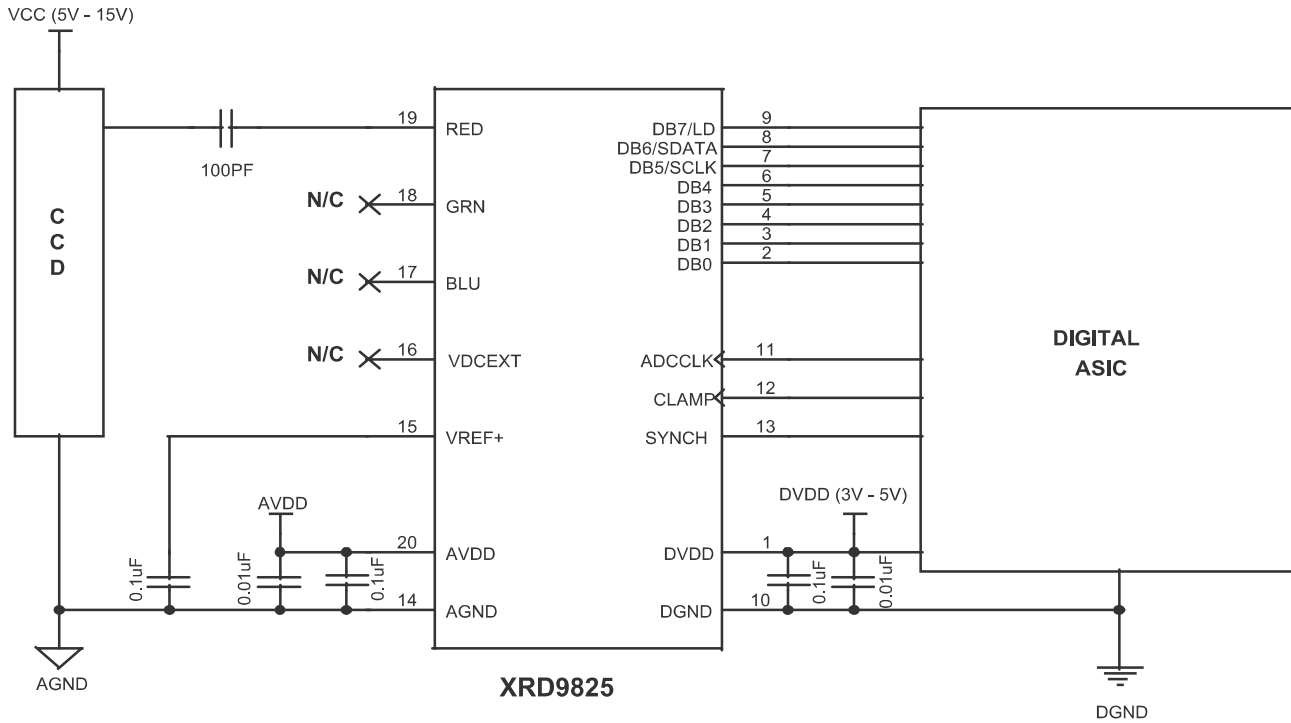 VCC (5V - 15V)
C
C
D
100PF
19
RED
N/C
18
GRN
N/C
17
BLU
N/C
16
VDCEXT
15
VREF+
AVDD
20
AVDD
0.1uF
0.01uF
0.1uF
14
AGND
AGND
DB7/LD
9
DB6/SDATA
8
DB5/SCLK
7
DB4
6
DB3
5
DB2
4
DB1
3
DB0
2
ADCCLK
11
CLAMP
12
SYNCH
13
DVDD (3V - 5V)
DVDD
1
0.1uF
0.01uF
DGND
10
DIGITAL
ASIC
XRD9825
DGND